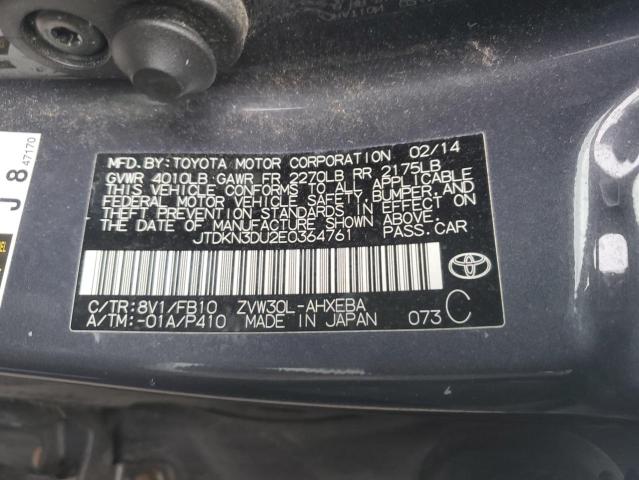 MFD. BY: TOYOTA MOTOR CORPORATION 02/14
GVWR 4010LB GAWR FR 2270LB RR 2175LB
THIS VEHICLE CONFORMS TO ALL APPLICABLE
FEDERAL MOTOR VEHICLE SAFETY, BUMPER, AND
THEFT PREVENTION STANDARDS IN EFFECT ON
THE DATE OF MANUFACTURE SHOWN ABOVE.
JTDKN3DU2E0364761 PASS.CAR
C/TR:8V1/FB10 ZVW30L-AHXEBA
A/TM:-01A/P410 MADE IN JAPAN 073 C
J 8 47170